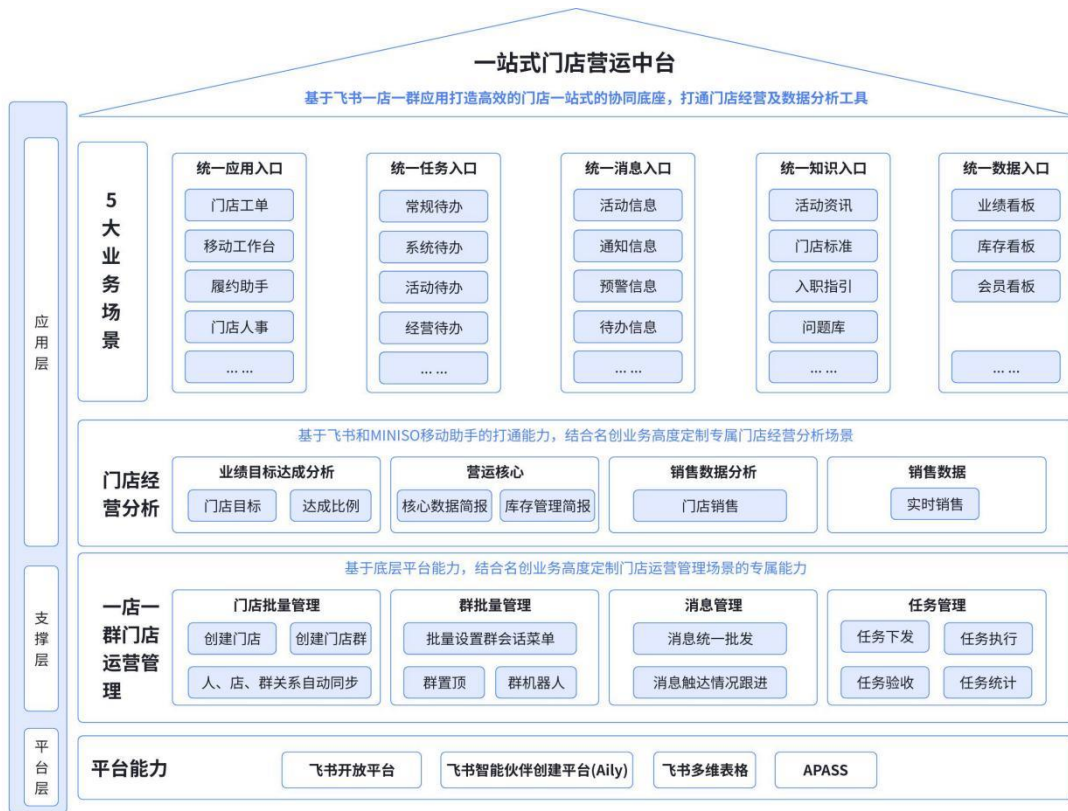 一站式门店营运中台
基于飞书一店一群应用打造高效的门店一站式的协同底座，打通门店经营及数据分析工具
应用层
5大业务场景
统一应用入口
门店工单
移动工作台
履约助手
门店人事
... ...
统一任务入口
常规待办
系统待办
活动待办
经营待办
... ...
统一消息入口
活动信息
通知信息
预警信息
待办信息
... ...
统一知识入口
活动资讯
门店标准
入职指引
问题库
... ...
统一数据入口
业绩看板
库存看板
会员看板
... ...
基于飞书和MINISO移动助手的打通能力，结合名创业务高度定制专属门店经营分析场景
门店经
营分析
业绩目标达成分析
门店目标
达成比例
营运核心
核心数据简报
库存管理简报
销售数据分析
门店销售
销售数据
实时销售
支撑层
基于底层平台能力，结合名创业务高度定制门店运营管理场景的专属能力
一店一
群门店
运营管
理
门店批量管理
创建门店
创建门店群
人、店、群关系自动同步
群批量管理
批量设置群会话菜单
群置顶
群机器人
消息管理
消息统一批发
消息触达情况跟进
任务管理
任务下发
任务执行
任务验收
任务统计
平台层
平台能力
飞书开放平台
飞书智能伙伴创建平台(Aily)
飞书多维表格
APASS